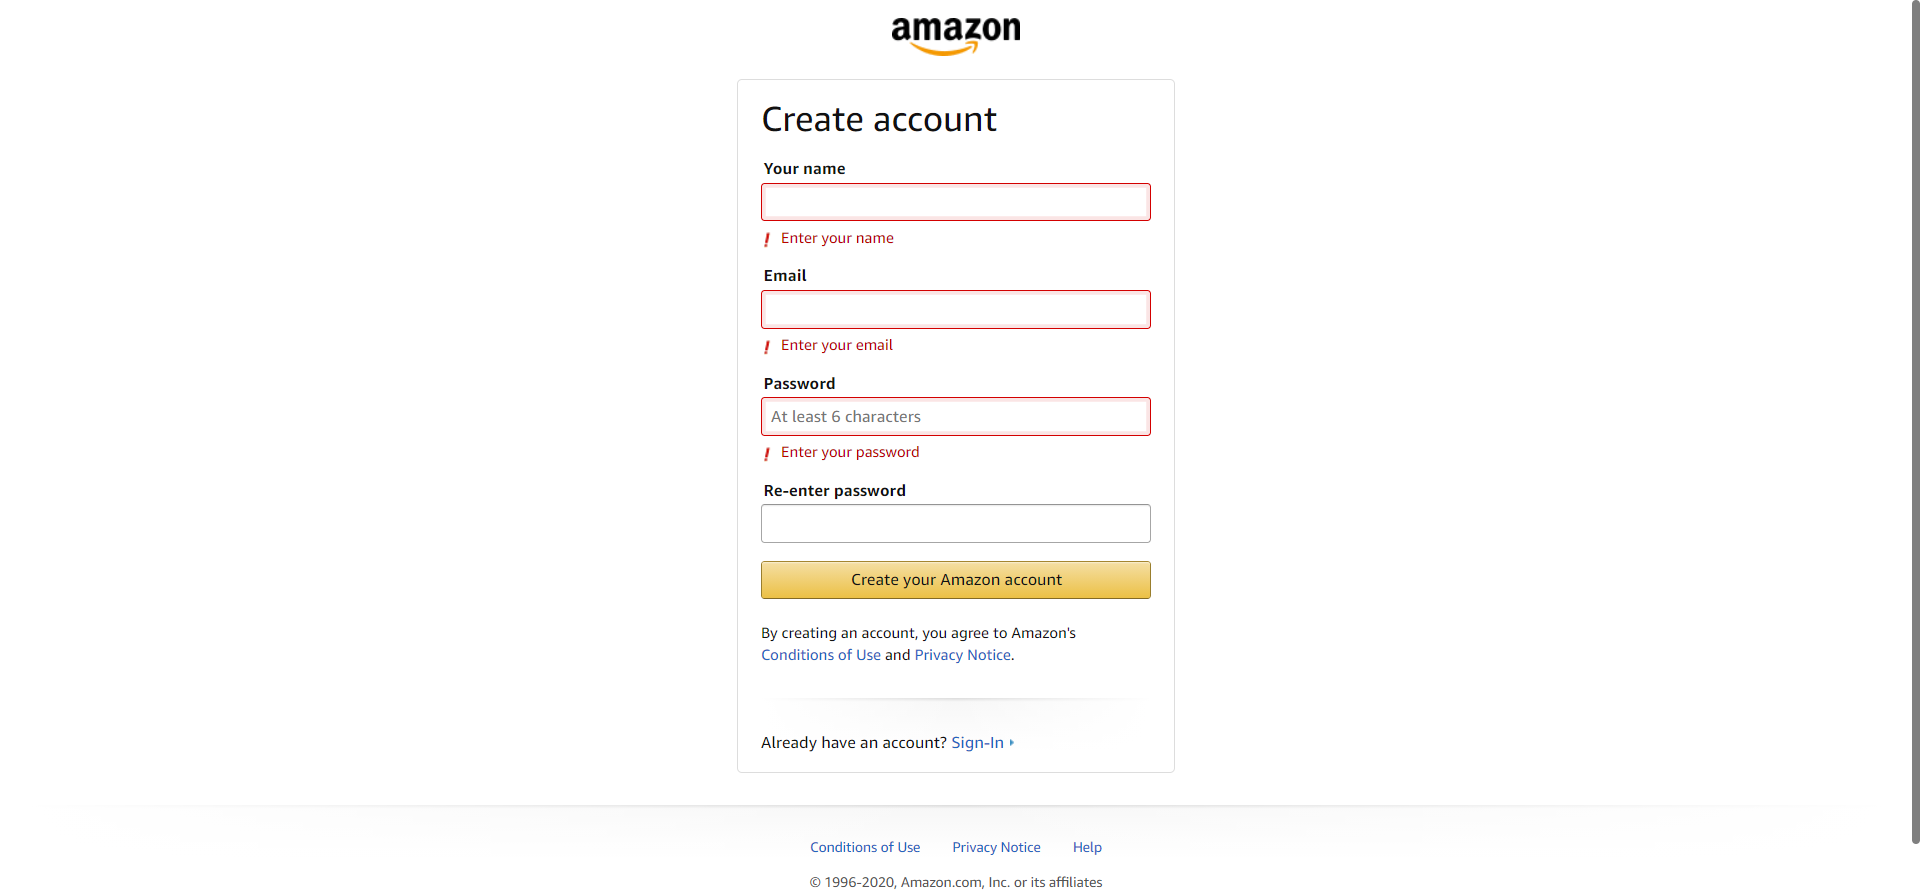 amazon
Create account
Your name
Enter your name
Email
Enter your email
Password
At least 6 characters
Enter your password
Re-enter password
Create your Amazon account
By creating an account, you agree to Amazon's
Conditions of Use and Privacy Notice.
Already have an account? Sign-In
Conditions of Use Privacy Notice Help
© 1996-2020, Amazon.com, Inc. or its affiliates